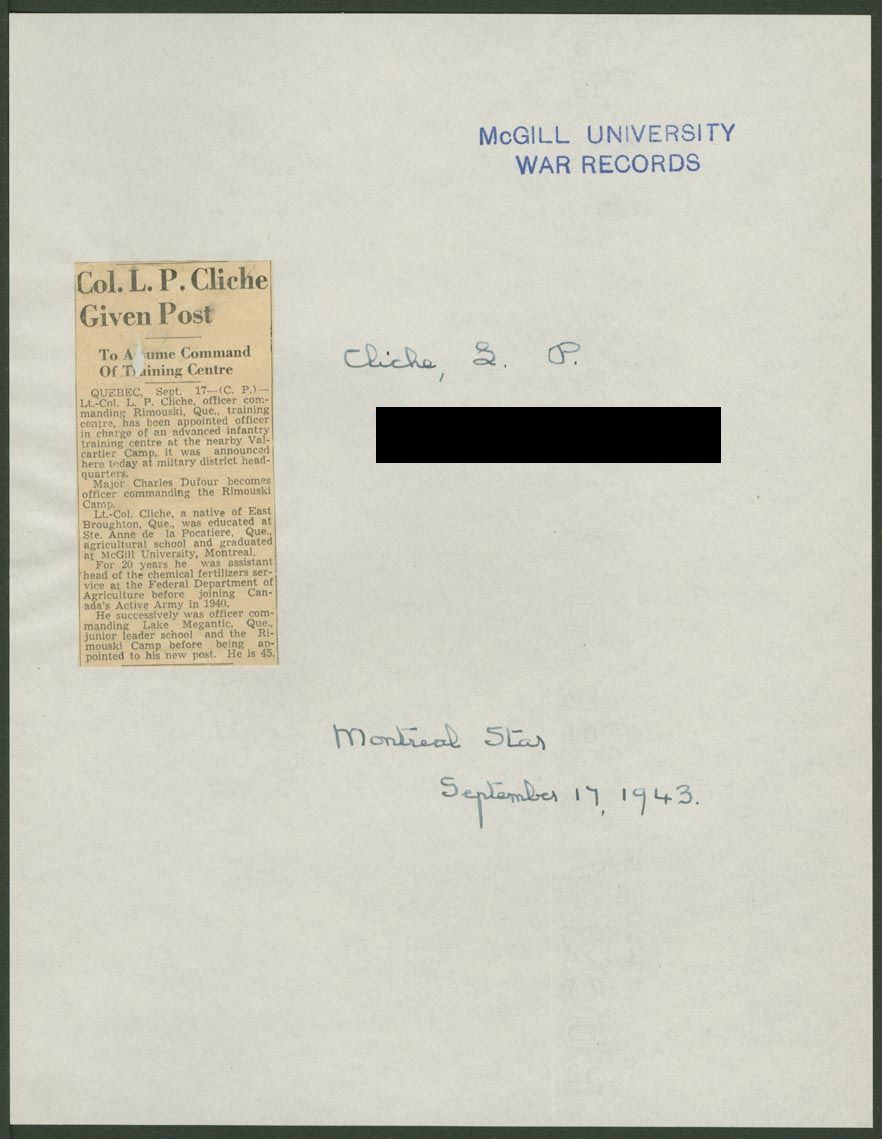 McGILL UNIVERSITY
WAR RECORDS
Col. L. P. Cliche
Given Post
To A ume Command
Of T aining Centre
QUEBEC, Sept. 17—(C. P.)—
Lt.-Col. L. P. Cliche, officer com-
manding Rimouski, Que., training
centre, has been appointed officer
in charge of an advanced infantry
training centre at the nearby Val-
cartier Camp, it was announced
here today at military district head-
quarters.
Major Charles Dufour becomes
officer commanding the Rimouski
Camp.
Lt.-Col. Cliche, a native of East
Broughton, Que., was educated at
Ste. Anne de la Pocatiere, Que.,
agricultural school and graduated
at McGill University, Montreal.
For 20 years he was assistant
head of the chemical fertilizers ser-
vice at the Federal Department of
Agriculture before joining Can-
ada's Active Army in 1940.
He successively was officer com-
manding Lake Megantic, Que.,
junior leader school and the Ri-
mouski Camp before being ap-
pointed to his new post. He is 45.
Cliche, L. P.
Montreal Star
September 17, 1943.